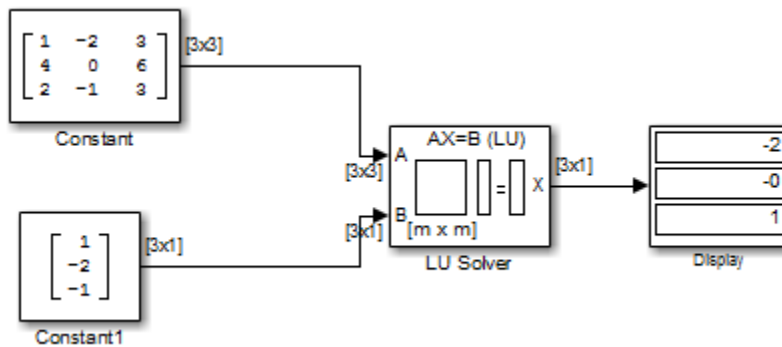 1 -2 3
4 0 6
2 -1 3
[3x3]
Constant
1
-2
-1
[3x1]
Constant1
AX=B (LU)
A
[3x3]
B
[3x1]
=
X
[m x m]
LU Solver
[3x1]
-2
-0
1
Display